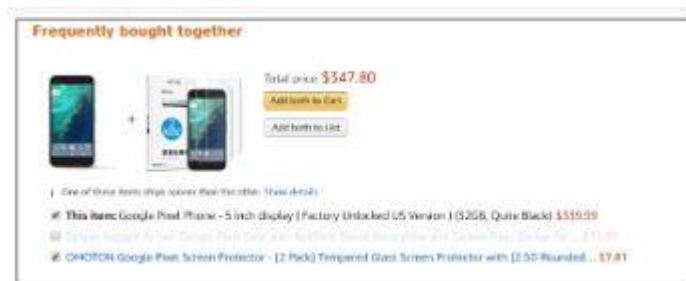 Frequently bought together
Total price: $347.80
Add both to Cart
Add both to List
One of these items ships sooner than the other. Show details
This item: Google Pixel Phone - 5 inch display ( Factory Unlocked US Version ) (32GB, Quite Black) $339.99
OMOTON Google Pixel Screen Protector - [2 Pack] Tempered Glass Screen Protector with [2.5D Rounded... $7.81